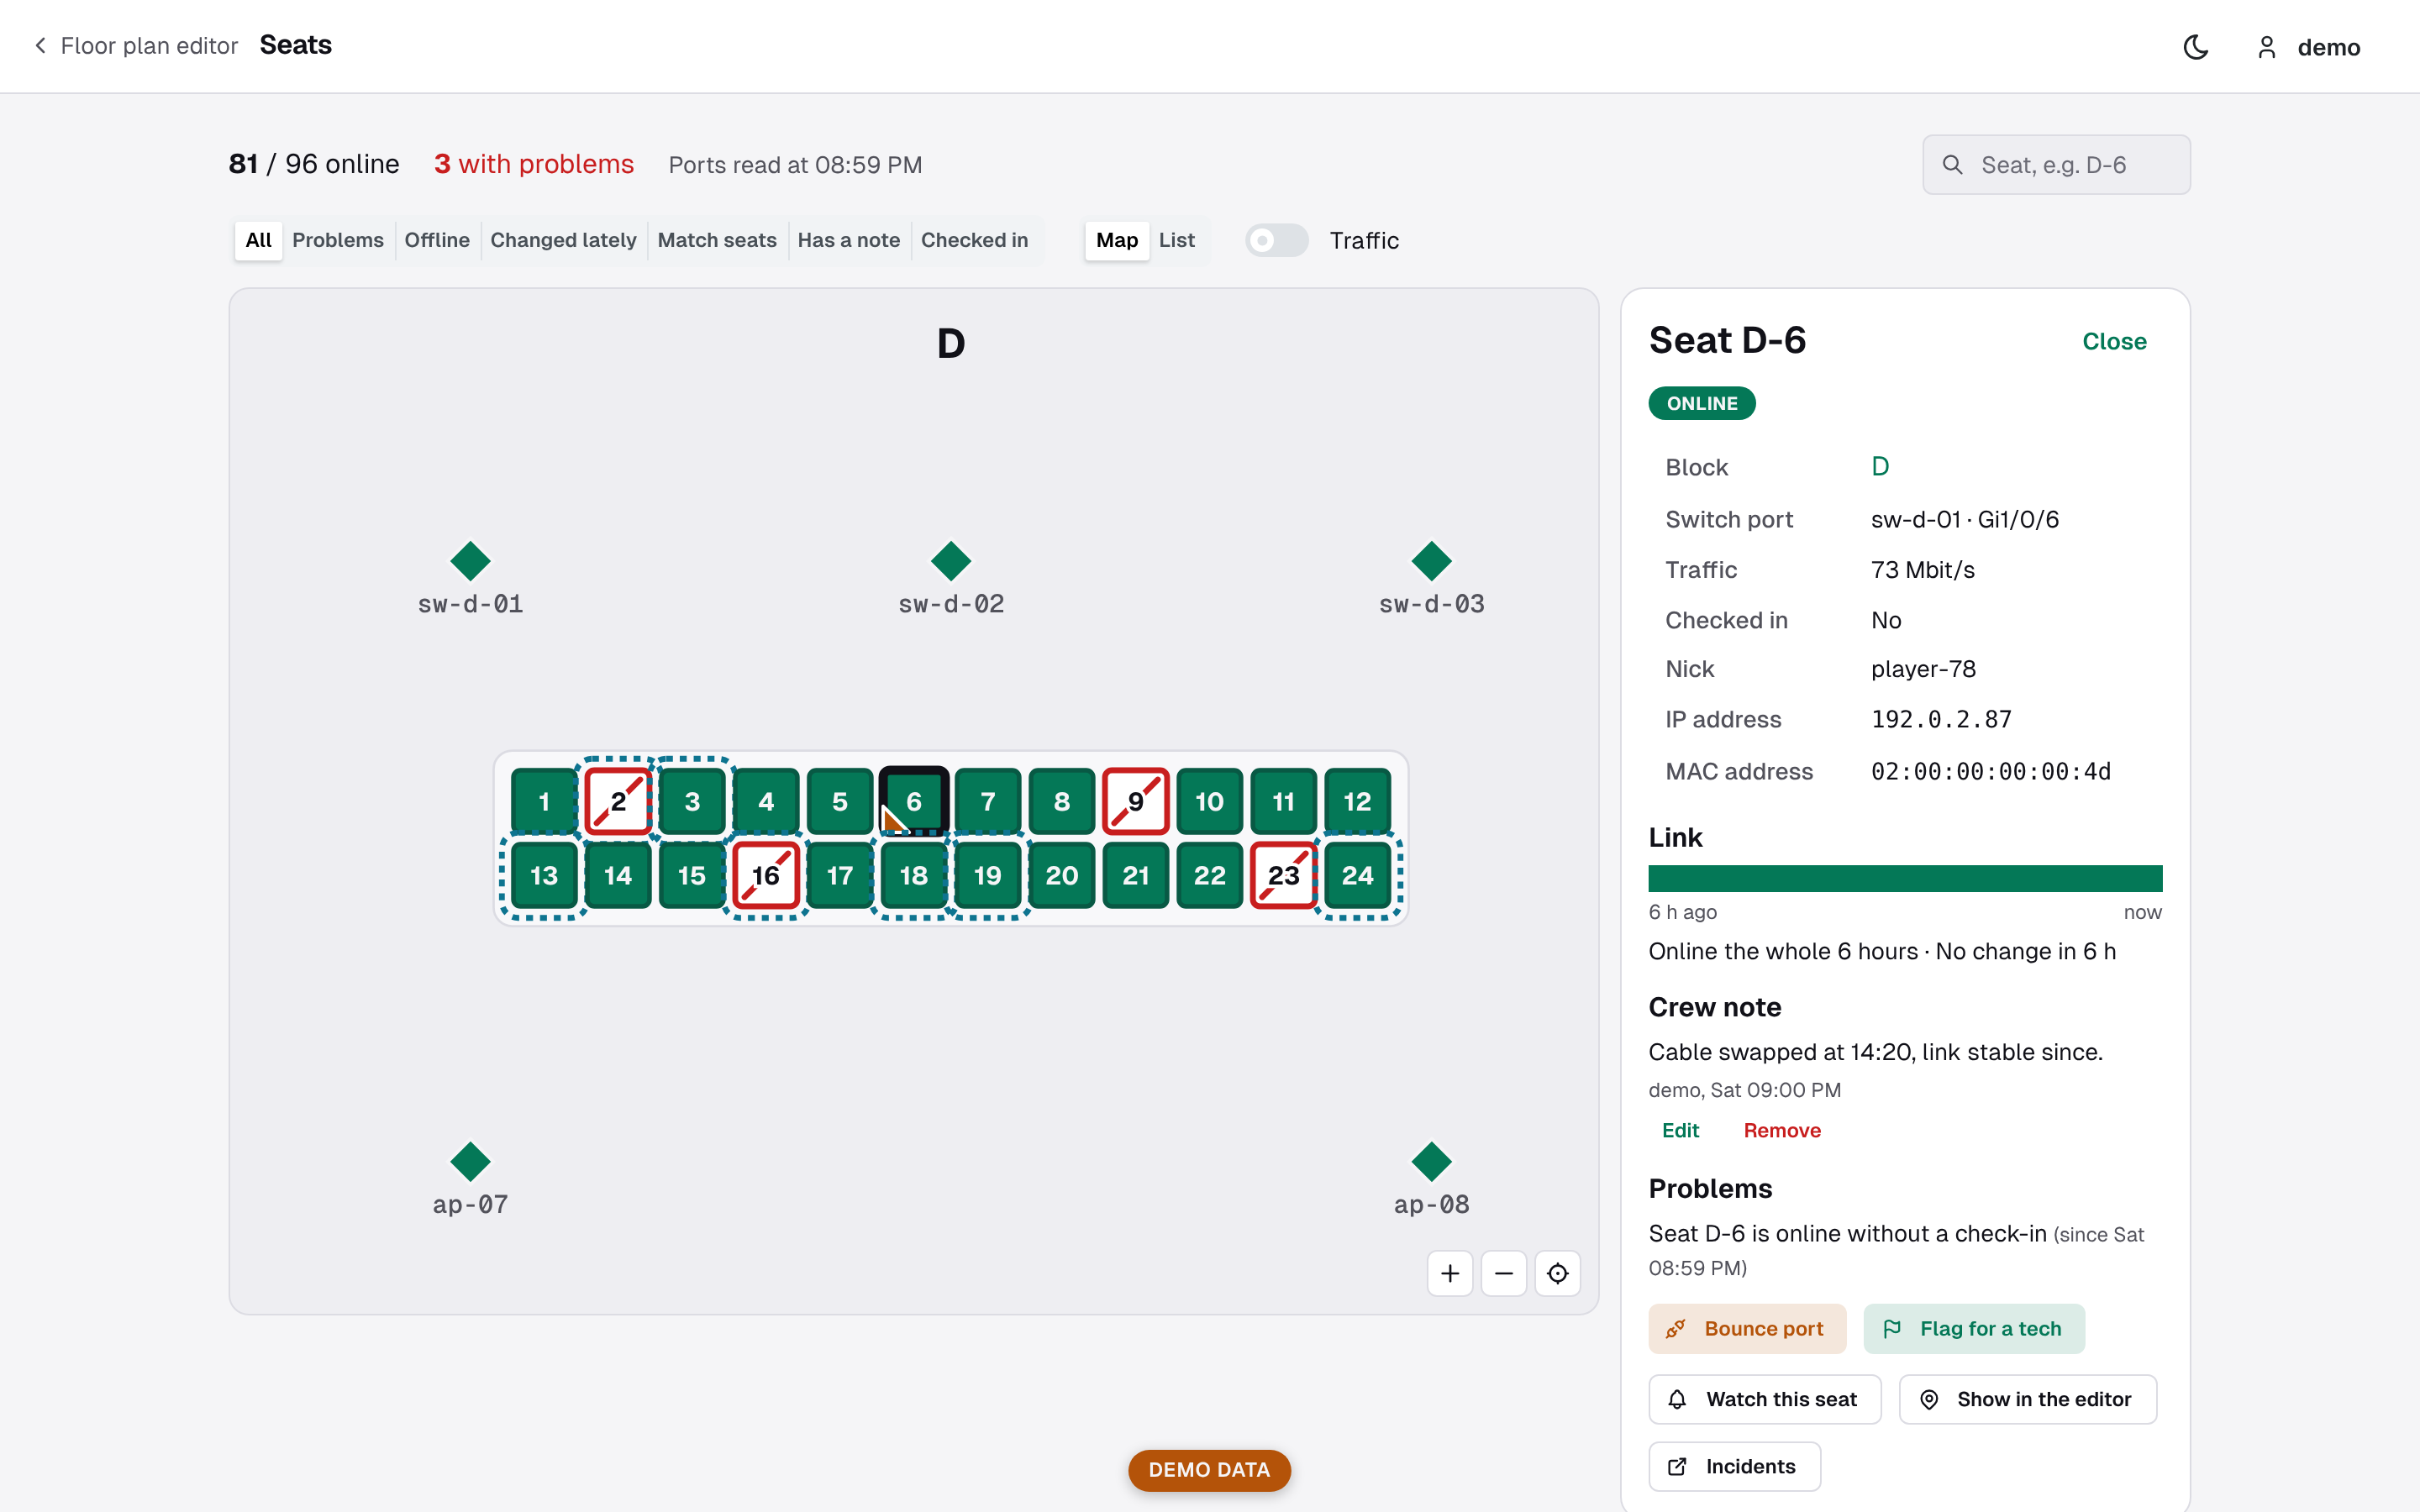 Floor plan editor Seats
demo
81 / 96 online 3 with problems Ports read at 08:59 PM
Seat, e.g. D-6
All Problems Offline Changed lately Match seats Has a note Checked in Map List Traffic
D
sw-d-01 sw-d-02 sw-d-03
1 2 3 4 5 6 7 8 9 10 11 12
13 14 15 16 17 18 19 20 21 22 23 24
ap-07 ap-08
Seat D-6 Close
ONLINE
Block D
Switch port sw-d-01 · Gi1/0/6
Traffic 73 Mbit/s
Checked in No
Nick player-78
IP address 192.0.2.87
MAC address 02:00:00:00:00:4d
Link
6 h ago now
Online the whole 6 hours · No change in 6 h
Crew note
Cable swapped at 14:20, link stable since.
demo, Sat 09:00 PM
Edit Remove
Problems
Seat D-6 is online without a check-in (since Sat
08:59 PM)
Bounce port Flag for a tech
Watch this seat Show in the editor
Incidents
DEMO DATA